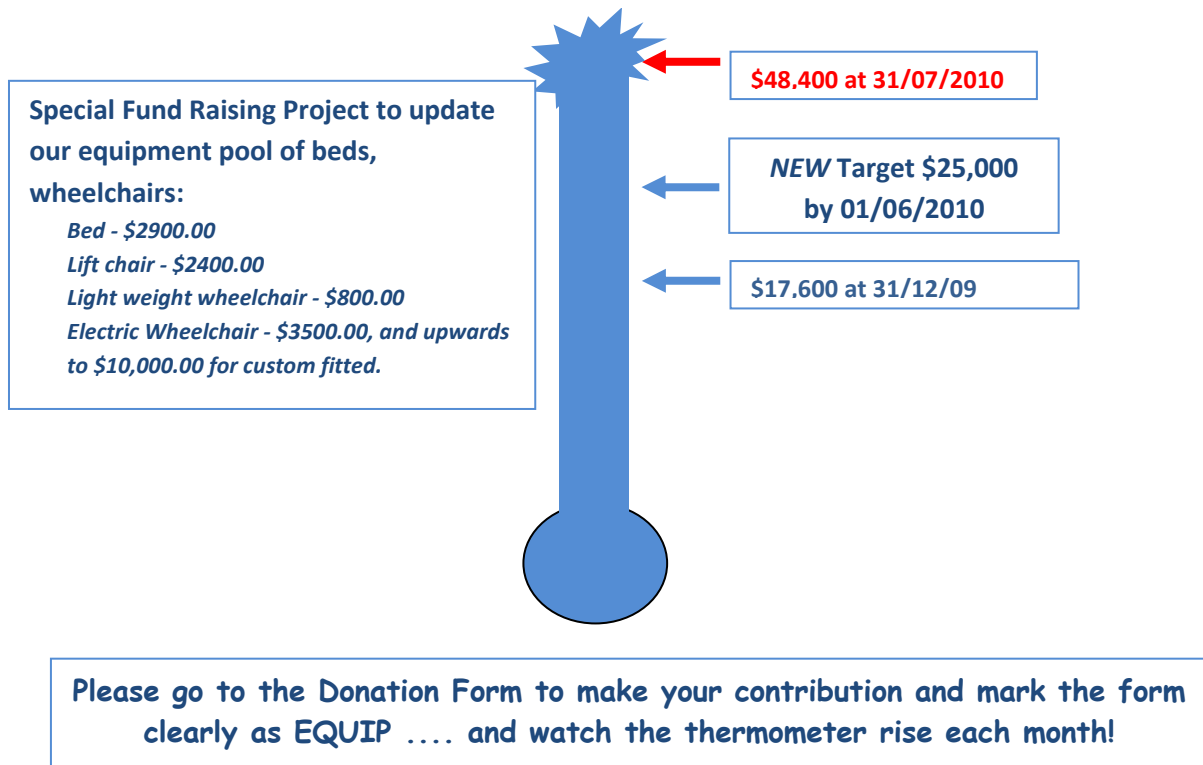 $48,400 at 31/07/2010
Special Fund Raising Project to update
our equipment pool of beds,
wheelchairs:
Bed - $2900.00
Lift chair - $2400.00
Light weight wheelchair - $800.00
Electric Wheelchair - $3500.00, and upwards
to $10,000.00 for custom fitted.
NEW Target $25,000
by 01/06/2010
$17,600 at 31/12/09
Please go to the Donation Form to make your contribution and mark the form
clearly as EQUIP .... and watch the thermometer rise each month!